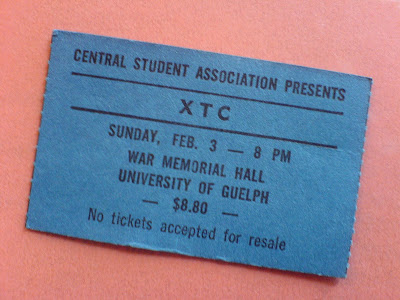 CENTRAL STUDENT ASSOCIATION PRESENTS
XTC
SUNDAY, FEB. 3 — 8 PM
WAR MEMORIAL HALL
UNIVERSITY OF GUELPH
— $8.80 —
No tickets accepted for resale